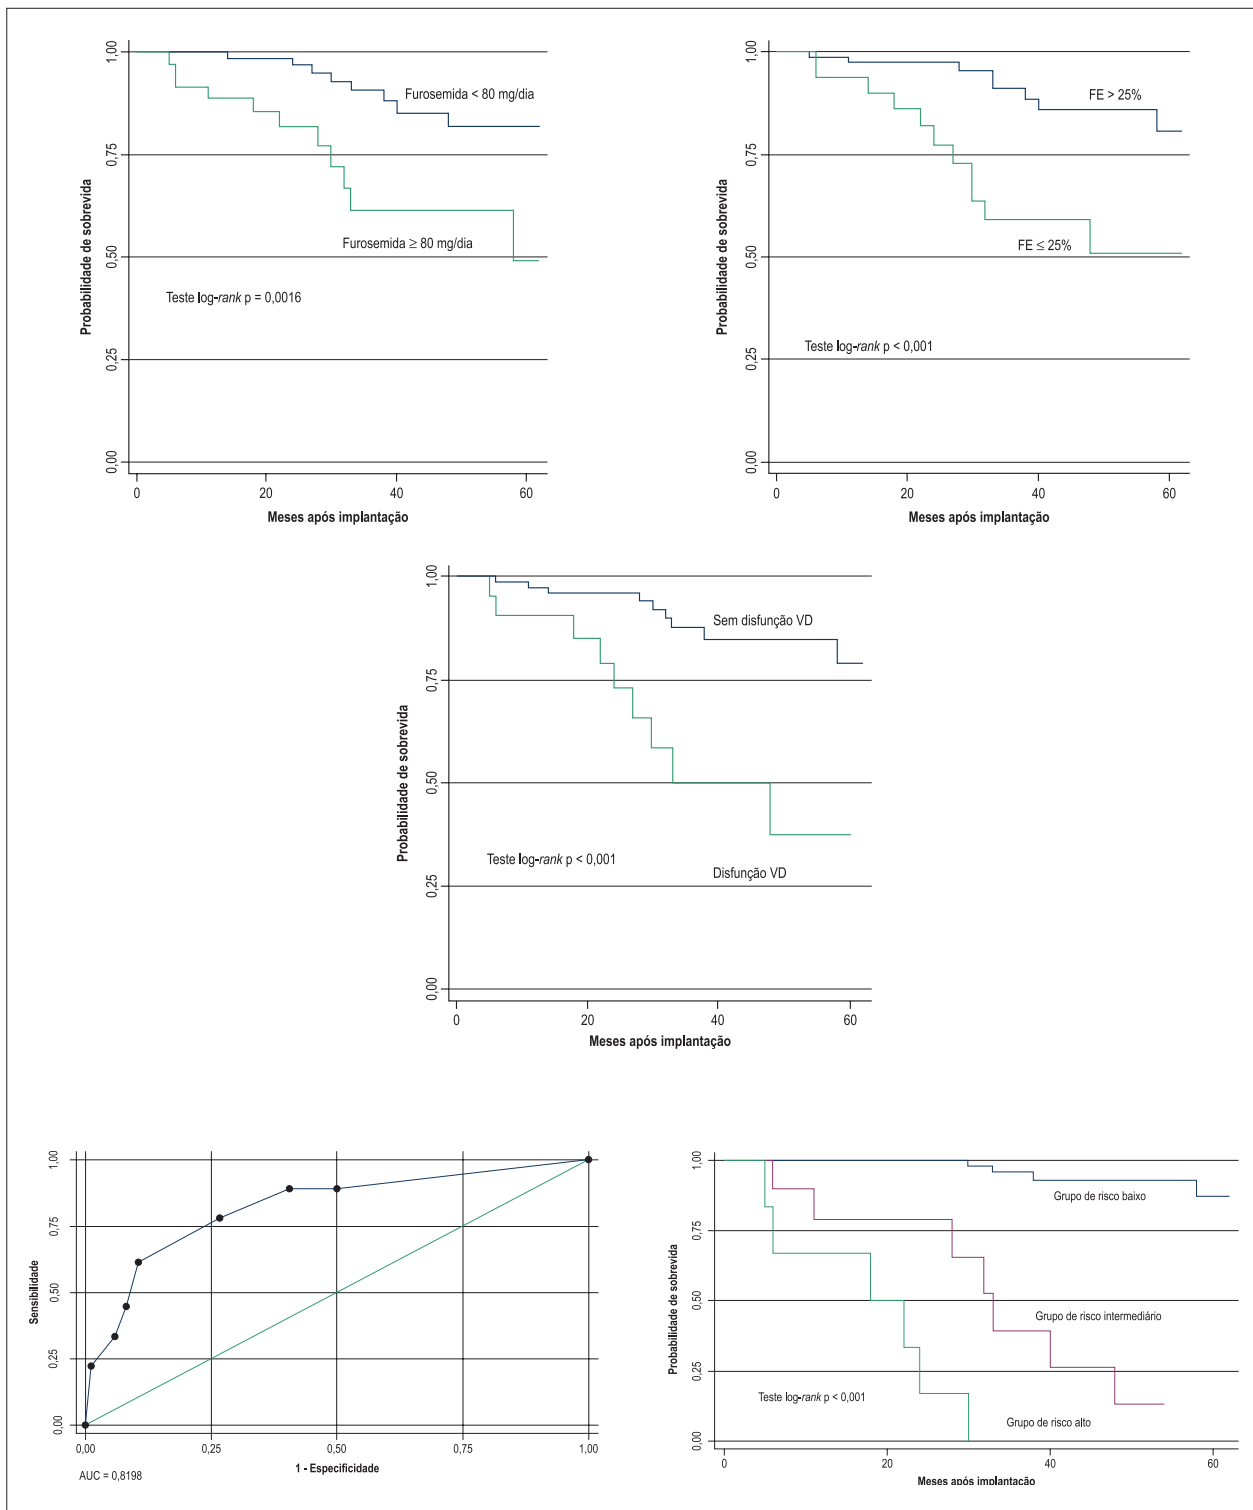 1,00
0,75
0,50
0,25
0,00
Probabilidade de sobrevida
Furosemida < 80 mg/dia
Furosemida ≥ 80 mg/dia
Teste log-rank p = 0,0016
0
20
40
60
Meses após implantação
1,00
0,75
0,50
0,25
0,00
Probabilidade de sobrevida
FE > 25%
FE ≤ 25%
Teste log-rank p < 0,001
0
20
40
60
Meses após implantação
1,00
0,75
0,50
0,25
0,00
Probabilidade de sobrevida
Sem disfunção VD
Teste log-rank p < 0,001
Disfunção VD
0
20
40
60
Meses após implantação
1,00
0,75
0,50
0,25
0,00
Sensibilidade
0,00
0,25
0,50
0,75
1,00
1 - Especificidade
AUC = 0,8198
1,00
0,75
0,50
0,25
0,00
Probabilidade de sobrevida
Grupo de risco baixo
Grupo de risco intermediário
Teste log-rank p < 0,001
Grupo de risco alto
0
20
40
60
Meses após implantação